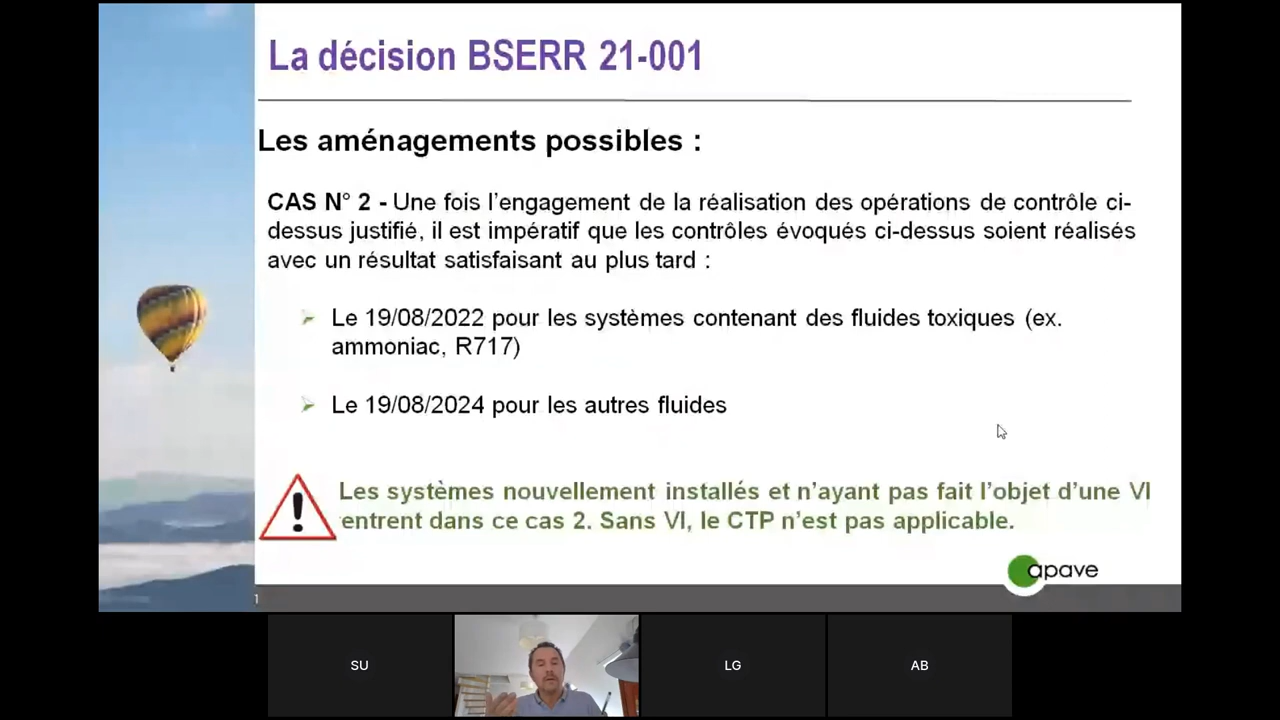 La décision BSERR 21-001
Les aménagements possibles :
CAS N° 2 - Une fois l'engagement de la réalisation des opérations de contrôle ci-
dessus justifié, il est impératif que les contrôles évoqués ci-dessus soient réalisés
avec un résultat satisfaisant au plus tard :
Le 19/08/2022 pour les systèmes contenant des fluides toxiques (ex.
ammoniac, R717)
Le 19/08/2024 pour les autres fluides
Les systèmes nouvellement installés et n'ayant pas fait l'objet d'une VI
entrent dans ce cas 2. Sans VI, le CTP n'est pas applicable.
apave
1
SU
LG
AB